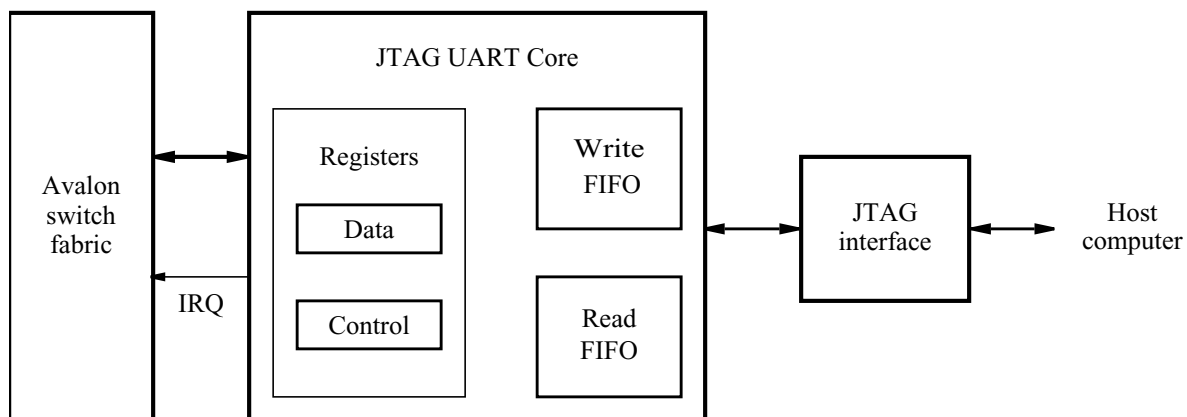 JTAG UART Core
Avalon
switch
fabric
IRQ
Registers
Data
Control
Write
FIFO
Read
FIFO
JTAG
interface
Host
computer